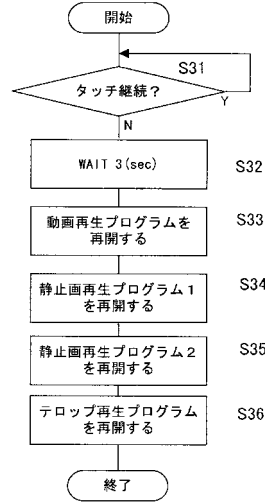 開始
S31
タッチ継続？
Y
N
WAIT 3(sec)
S32
動画再生プログラムを
再開する
S33
静止画再生プログラム1
を再開する
S34
静止画再生プログラム2
を再開する
S35
テロップ再生プログラム
を再開する
S36
終了